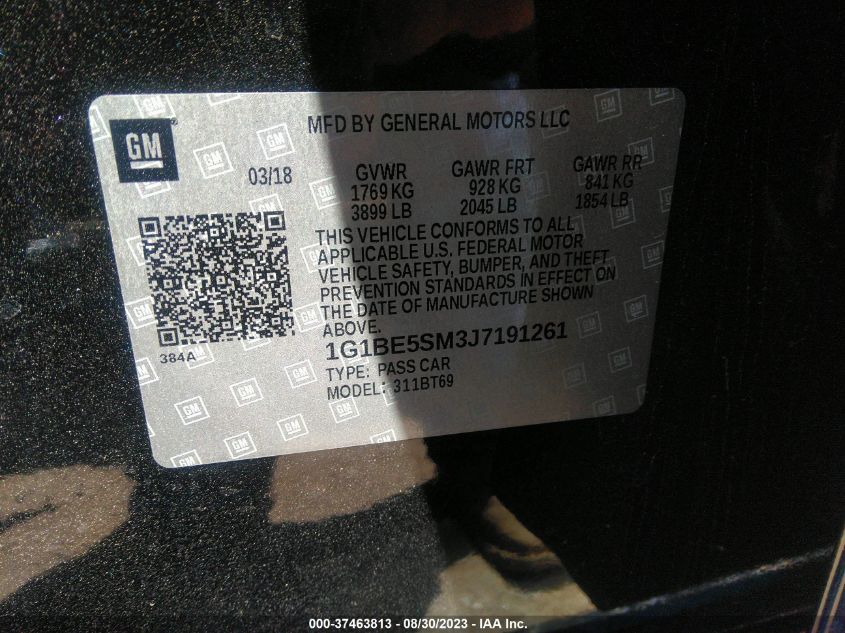 GM
MFD BY GENERAL MOTORS LLC
03/18
GVWR GAWR FRT GAWR RR
1769 KG 928 KG 841 KG
3899 LB 2045 LB 1854 LB
THIS VEHICLE CONFORMS TO ALL
APPLICABLE U.S. FEDERAL MOTOR
VEHICLE SAFETY, BUMPER, AND THEFT
PREVENTION STANDARDS IN EFFECT ON
THE DATE OF MANUFACTURE SHOWN
ABOVE.
384A
1G1BE5SM3J7191261
TYPE: PASS CAR
MODEL: 311BT69
000-37463813 - 08/30/2023 - IAA Inc.